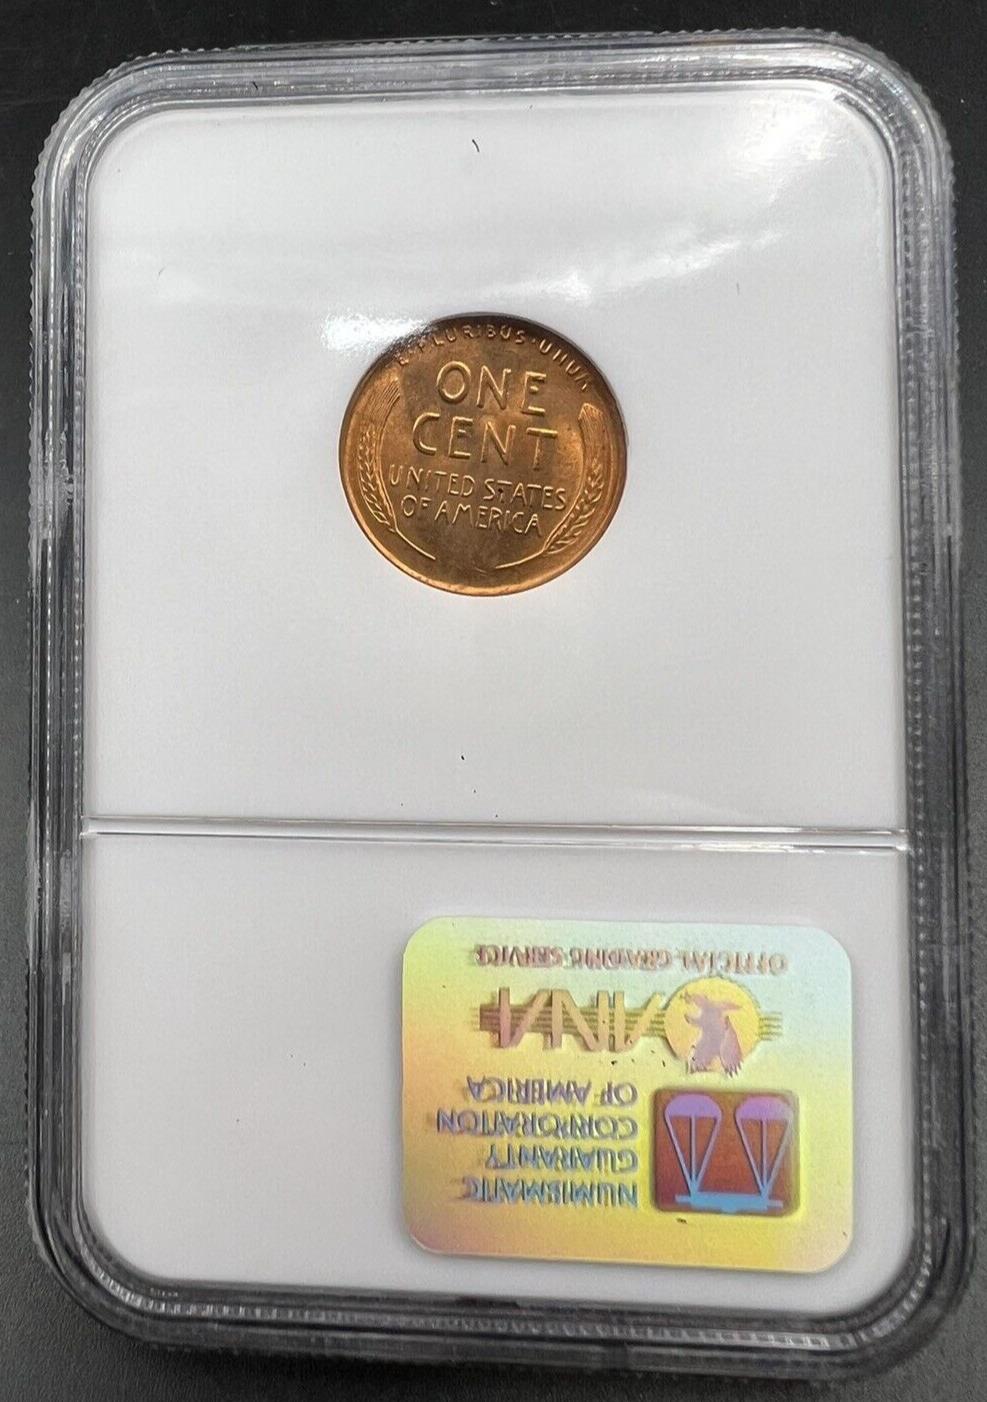 E·PLURIBUS·UNUM
ONE
CENT
UNITED STATES
OF AMERICA
NUMISMATIC
GUARANTY
CORPORATION
OF AMERICA
ANA
OFFICIAL GRADING SERVICE